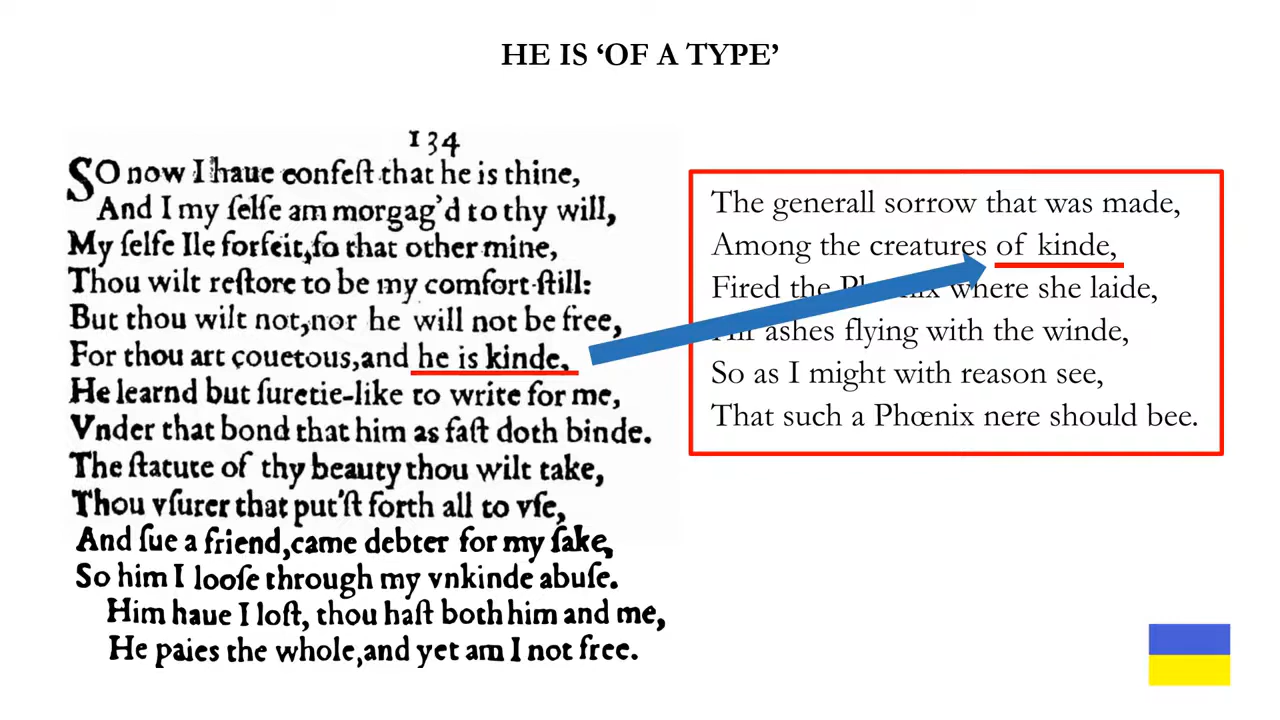 HE IS ‘OF A TYPE’
134
SO now I haue confeſt that he is thine,
And I my ſelfe am morgag'd to thy will,
My ſelfe Ile forfeit, ſo that other mine,
Thou wilt reſtore to be my comfort ſtill:
But thou wilt not, nor he will not be free,
For thou art couetous, and he is kinde,
He learnd but ſuretie-like to write for me,
Vnder that bond that him as faſt doth binde.
The ſtatute of thy beauty thou wilt take,
Thou vſurer that put'ſt forth all to vſe,
And ſue a friend, came debter for my ſake,
So him I looſe through my vnkinde abuſe.
Him haue I loſt, thou haſt both him and me,
He paies the whole, and yet am I not free.
The generall sorrow that was made,
Among the creatures of kinde,
Fired the Phœnix where she laide,
ashes flying with the winde,
So as I might with reason see,
That such a Phœnix nere should bee.